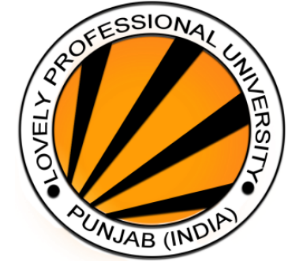 LOVELY PROFESSIONAL UNIVERSITY
PUNJAB (INDIA)